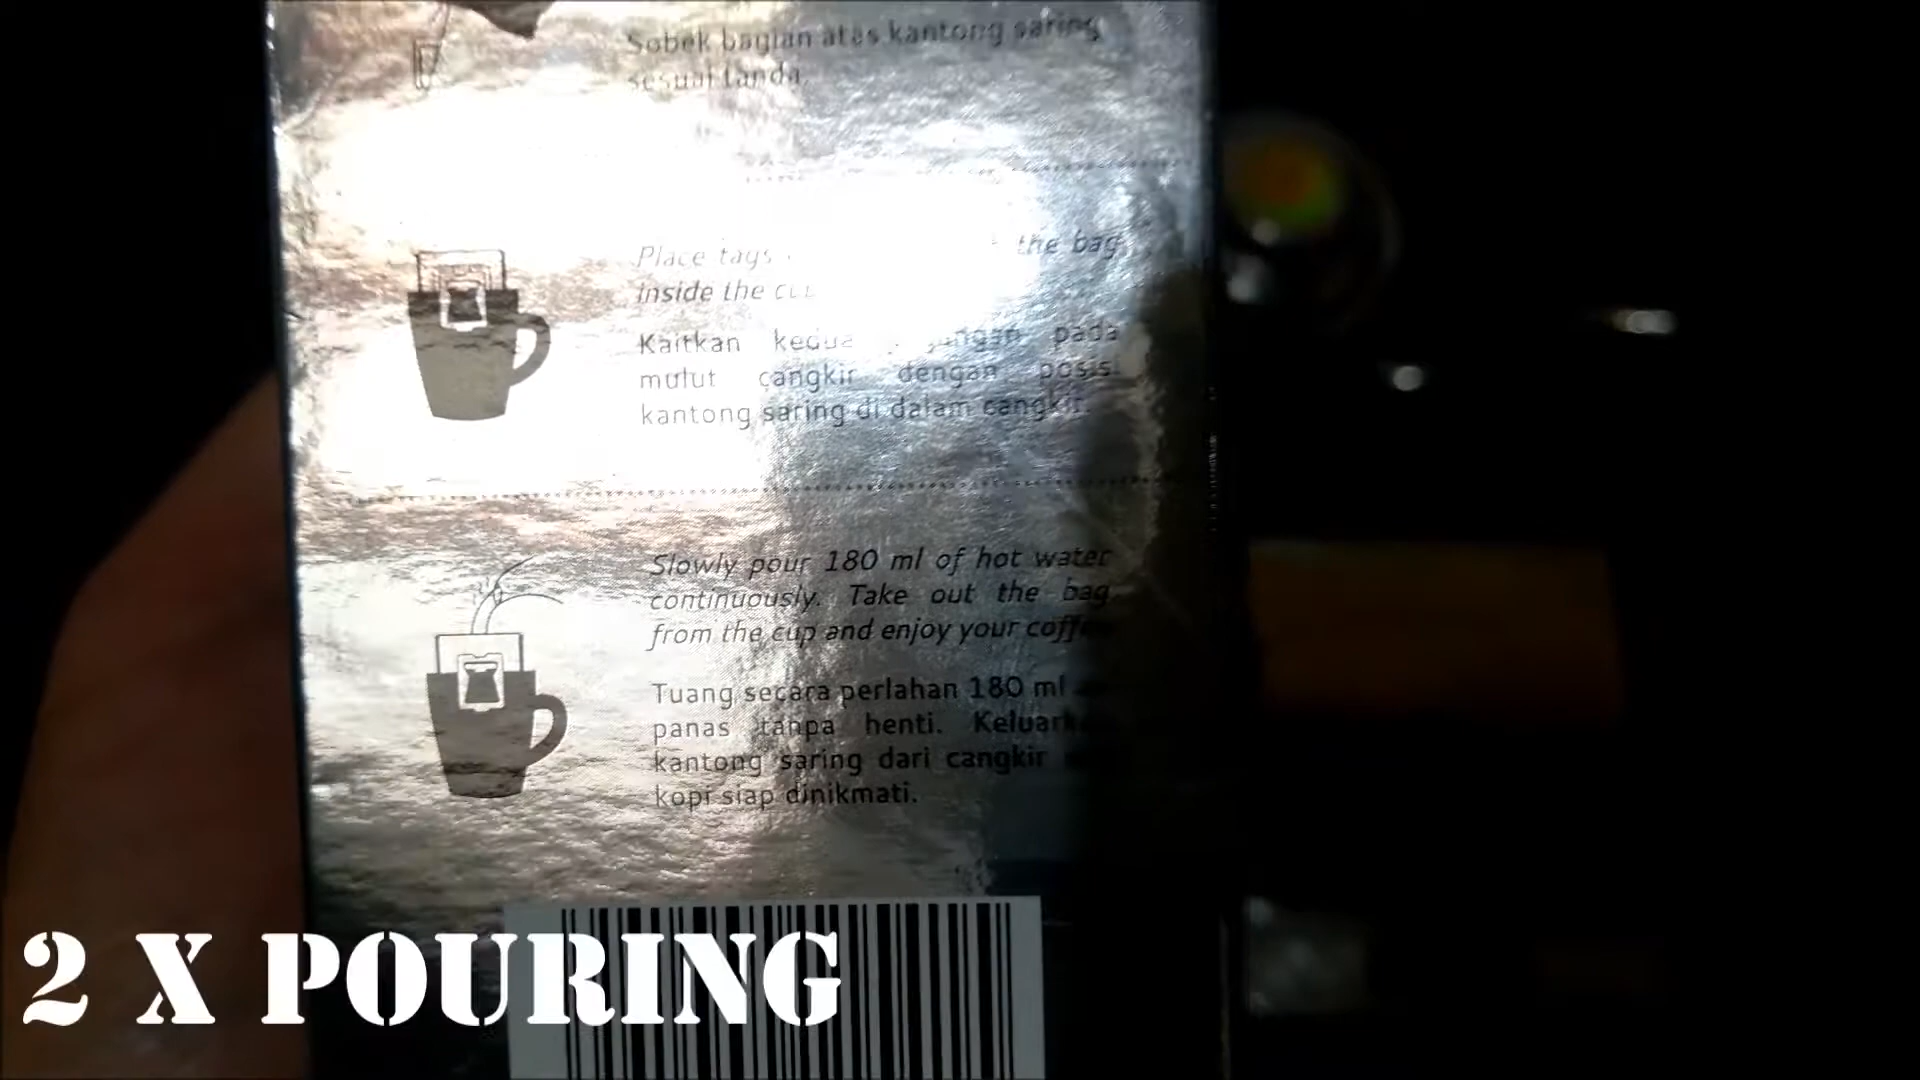 Sobek bagian atas kantong saring
sesuai tanda
Place tags the bag
inside the
Kaitkan kedua pada
mulut cangkir dengan posisi
kantong saring di dalam cangkir.
Slowly pour 180 ml of hot water
continuously. Take out the bag
from the cup and enjoy your coffee
Tuang secara perlahan 180 ml
panas tanpa henti.
kantong saring dari cangkir
kopi siap dinikmati.
2 X POURING